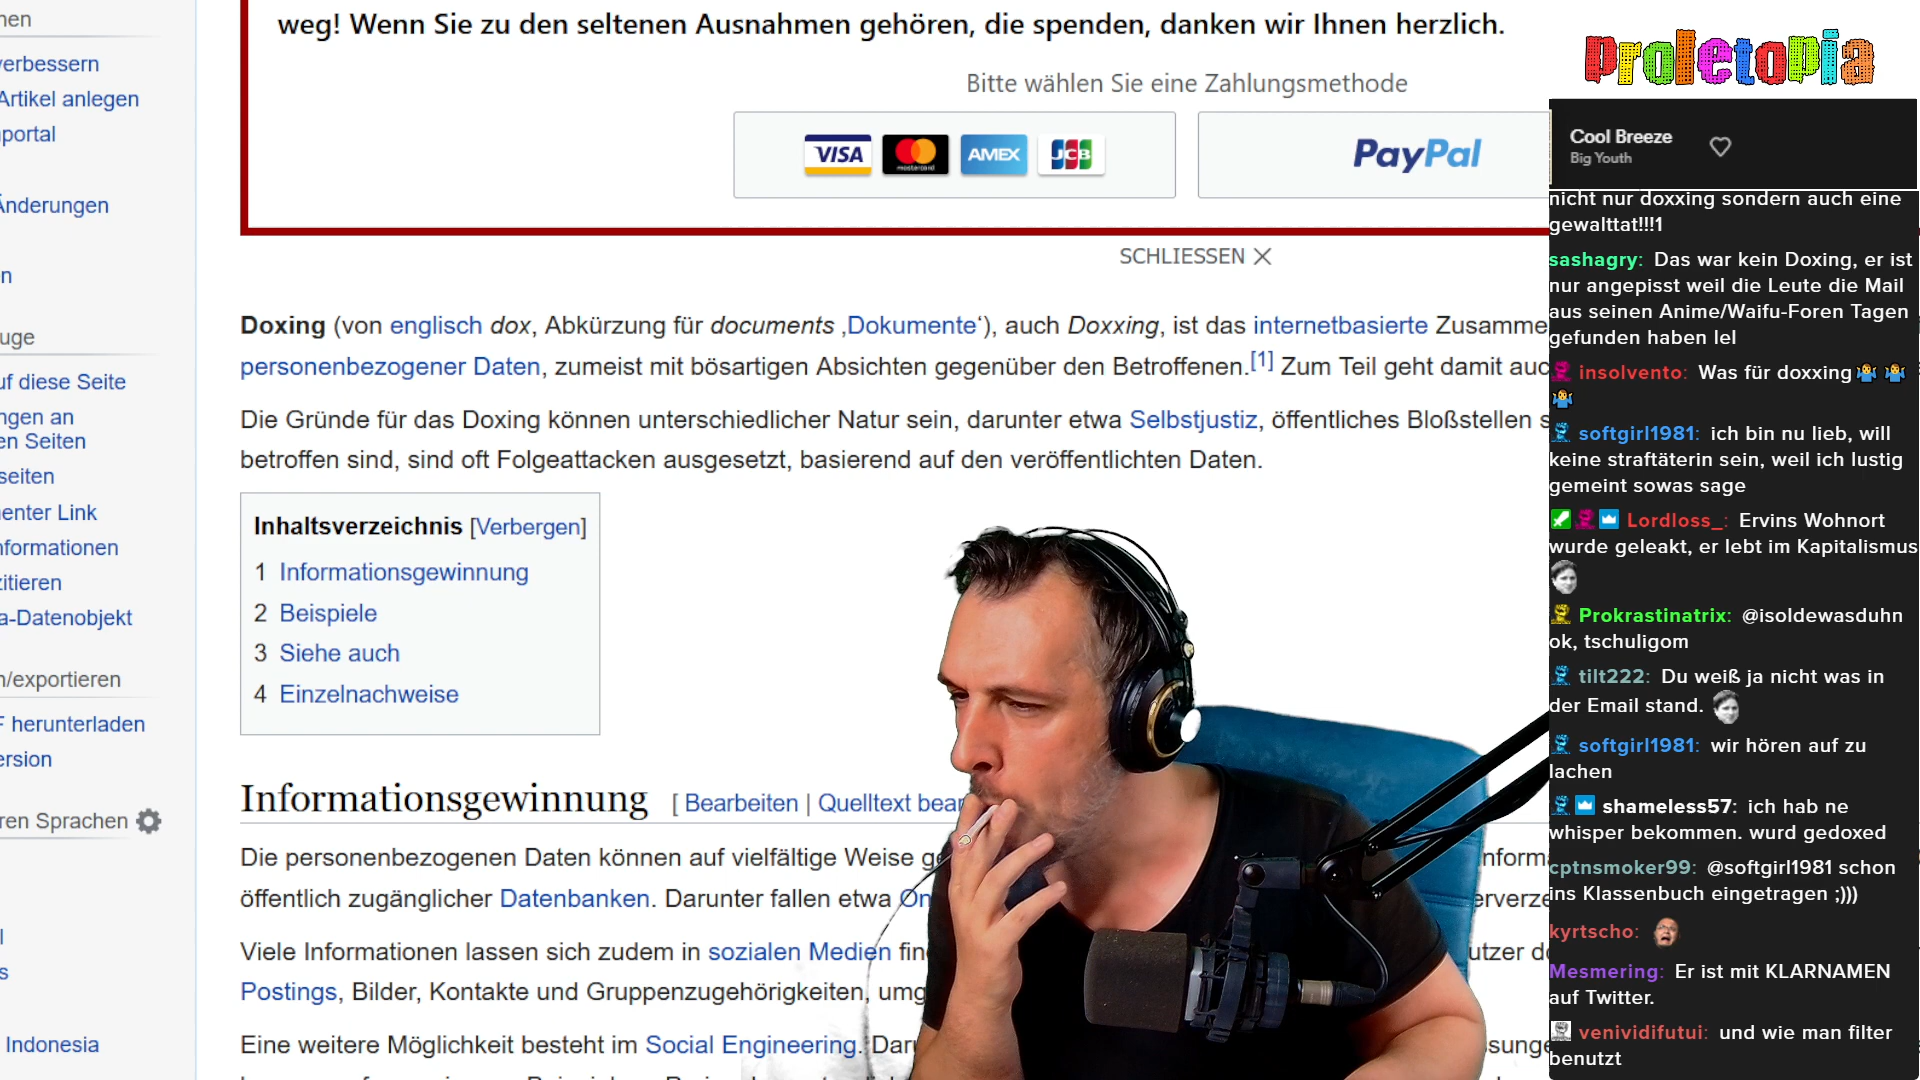 weg! Wenn Sie zu den seltenen Ausnahmen gehören, die spenden, danken wir Ihnen herzlich.
Bitte wählen Sie eine Zahlungsmethode
VISA mastercard AMEX JCB PayPal
SCHLIESSEN
verbessern
Artikel anlegen
Änderungen
Doxing (von englisch dox, Abkürzung für documents ‚Dokumente‘), auch Doxxing, ist das internetbasierte Zusamme
personenbezogener Daten, zumeist mit bösartigen Absichten gegenüber den Betroffenen.[1] Zum Teil geht damit auc
Die Gründe für das Doxing können unterschiedlicher Natur sein, darunter etwa Selbstjustiz, öffentliches Bloßstellen s
betroffen sind, sind oft Folgeattacken ausgesetzt, basierend auf den veröffentlichten Daten.
uf diese Seite
ngen an
en Seiten
seiten
enter Link
nformationen
zitieren
a-Datenobjekt
n/exportieren
F herunterladen
ersion
ren Sprachen
Indonesia
Inhaltsverzeichnis [Verbergen]
1 Informationsgewinnung
2 Beispiele
3 Siehe auch
4 Einzelnachweise
Informationsgewinnung [ Bearbeiten | Quelltext bear
Die personenbezogenen Daten können auf vielfältige Weise ge nform
öffentlich zugänglicher Datenbanken. Darunter fallen etwa On erverze
Viele Informationen lassen sich zudem in sozialen Medien fin utzer d
Postings, Bilder, Kontakte und Gruppenzugehörigkeiten, umg
Eine weitere Möglichkeit besteht im Social Engineering. Dar ssunge
Proletopia
Cool Breeze
Big Youth
nicht nur doxxing sondern auch eine
gewalttat!!!1
sashagry: Das war kein Doxing, er ist
nur angepisst weil die Leute die Mail
aus seinen Anime/Waifu-Foren Tagen
gefunden haben lel
insolvento: Was für doxxing
softgirl1981: ich bin nu lieb, will
keine straftäterin sein, weil ich lustig
gemeint sowas sage
Lordloss_: Ervins Wohnort
wurde geleakt, er lebt im Kapitalismus
Prokrastinatrix: @isoldewasduhn
ok, tschuligom
tilt222: Du weiß ja nicht was in
der Email stand.
softgirl1981: wir hören auf zu
lachen
shameless57: ich hab ne
whisper bekommen. wurd gedoxed
cptnsmoker99: @softgirl1981 schon
ins Klassenbuch eingetragen ;)))
kyrtscho:
Mesmering: Er ist mit KLARNAMEN
auf Twitter.
venividifutui: und wie man filter
benutzt